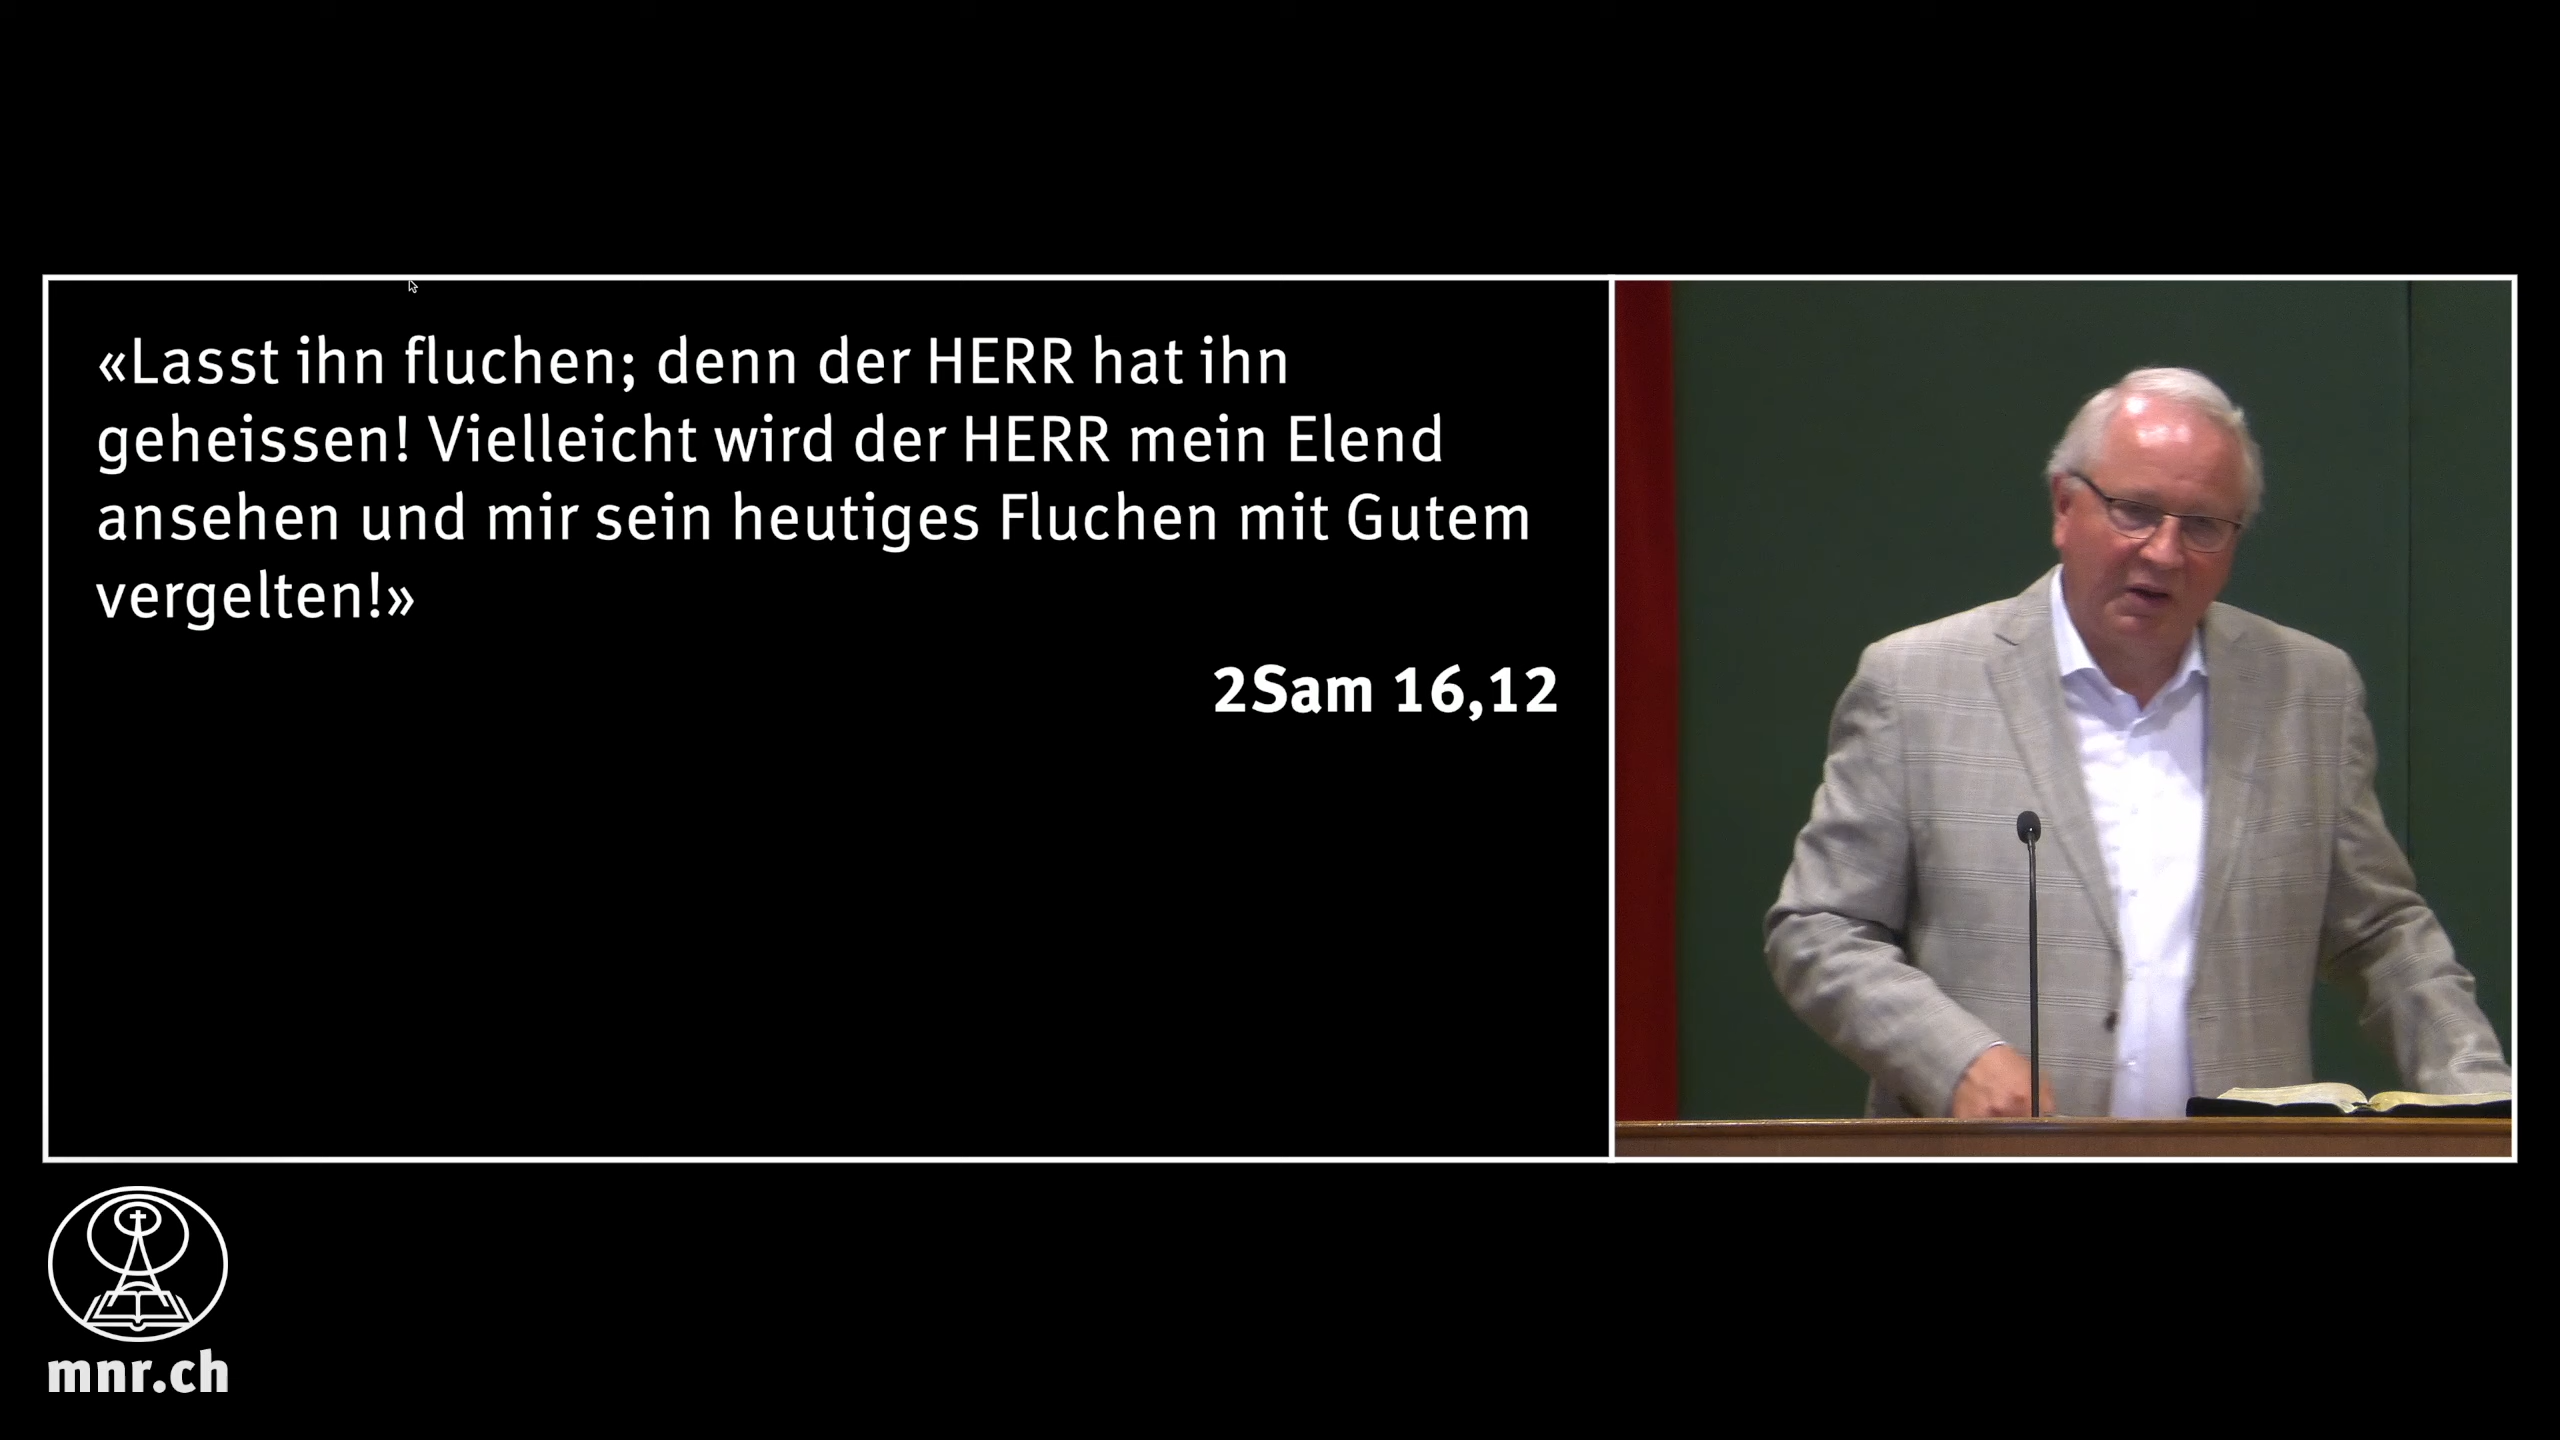 «Lasst ihn fluchen; denn der HERR hat ihn
geheissen! Vielleicht wird der HERR mein Elend
ansehen und mir sein heutiges Fluchen mit Gutem
vergelten!»
2Sam 16,12
mnr.ch